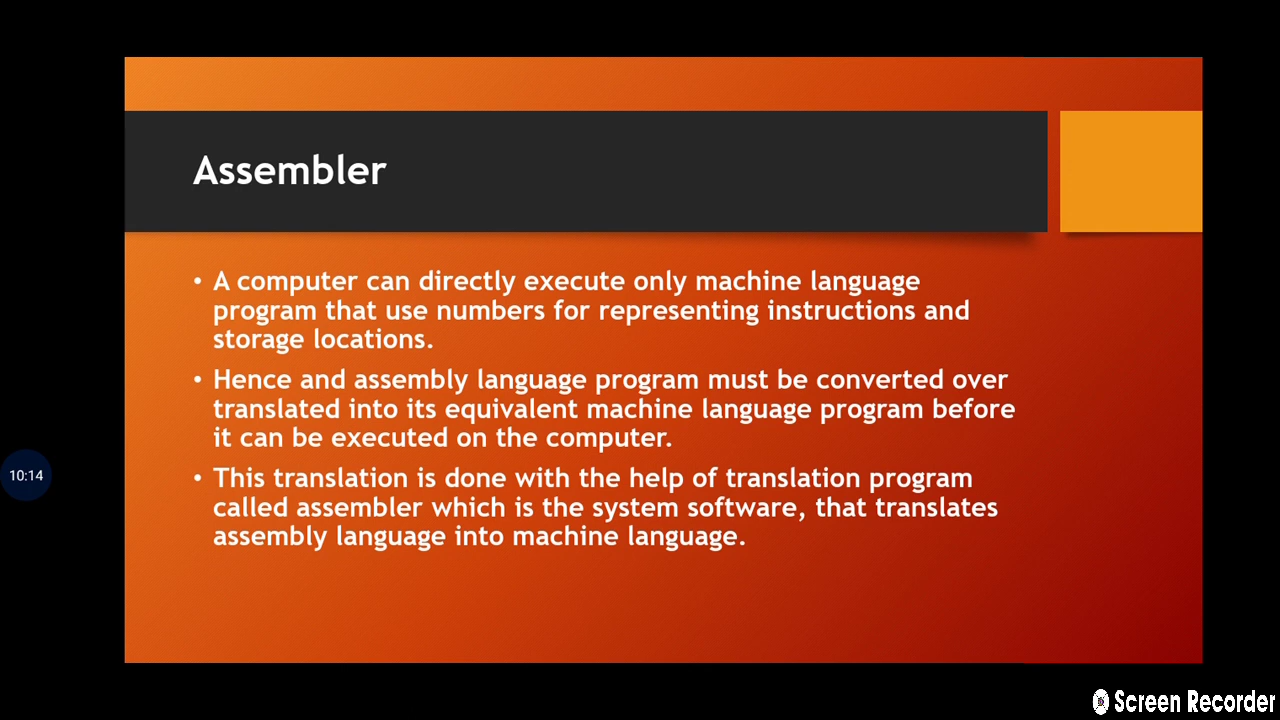 Assembler
• A computer can directly execute only machine language
program that use numbers for representing instructions and
storage locations.
• Hence and assembly language program must be converted over
translated into its equivalent machine language program before
it can be executed on the computer.
• This translation is done with the help of translation program
called assembler which is the system software, that translates
assembly language into machine language.
10:14
Screen Recorder